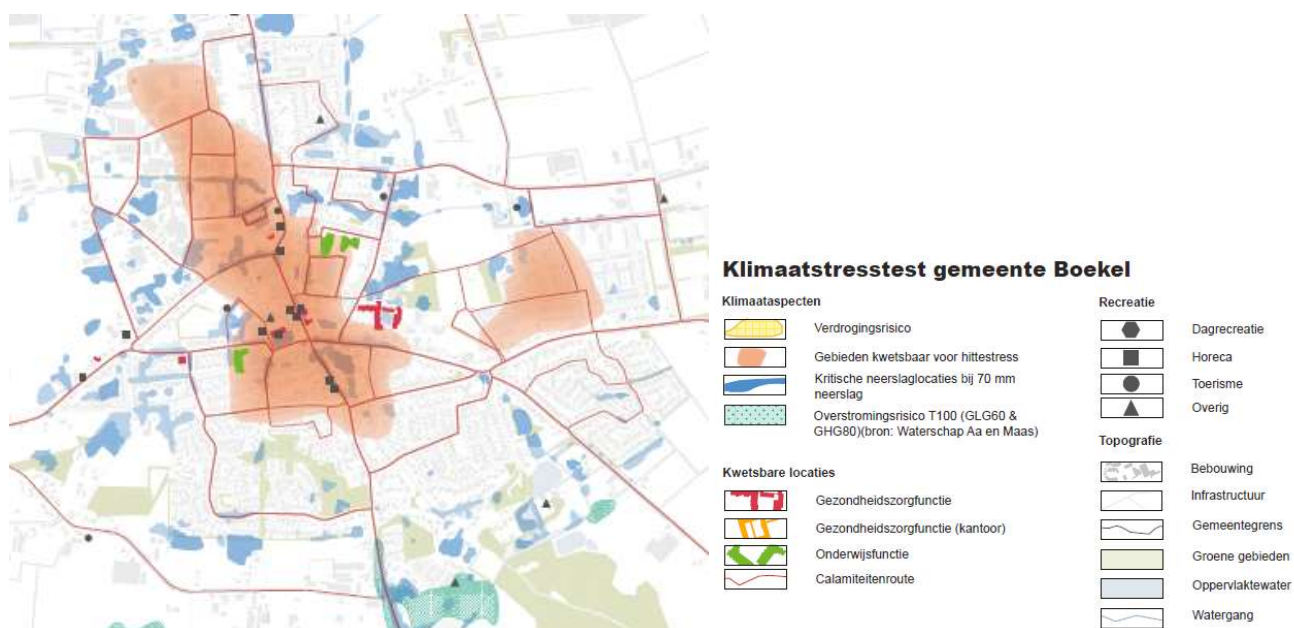 Klimaatstresstest gemeente Boekel
Klimaataspecten
Verdrogingsrisico
Gebieden kwetsbaar voor hittestress
Kritische neerslaglocaties bij 70 mm
neerslag
Overstromingsrisico T100 (GLG60 &
GHG80)(bron: Waterschap Aa en Maas)
Kwetsbare locaties
Gezondheidszorgfunctie
Gezondheidszorgfunctie (kantoor)
Onderwijsfunctie
Calamiteitenroute
Recreatie
Dagrecreatie
Horeca
Toerisme
Overig
Topografie
Bebouwing
Infrastructuur
Gemeentegrens
Groene gebieden
Oppervlaktewater
Watergang